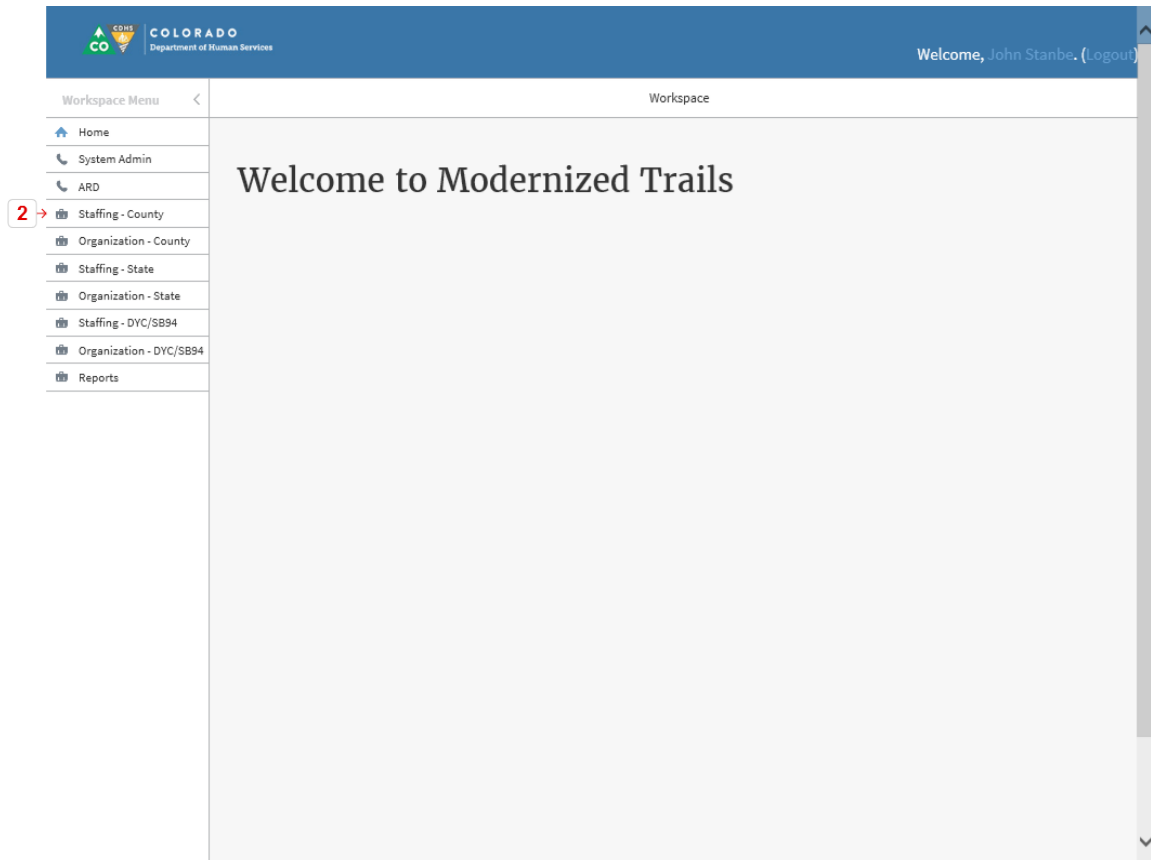 CDHS
CO
COLORADO
Department of Human Services
Welcome, John Stanbe. (Logout)
Workspace Menu
Workspace
Home
System Admin
ARD
2
Staffing - County
Organization - County
Staffing - State
Organization - State
Staffing - DYC/SB94
Organization - DYC/SB94
Reports
Welcome to Modernized Trails